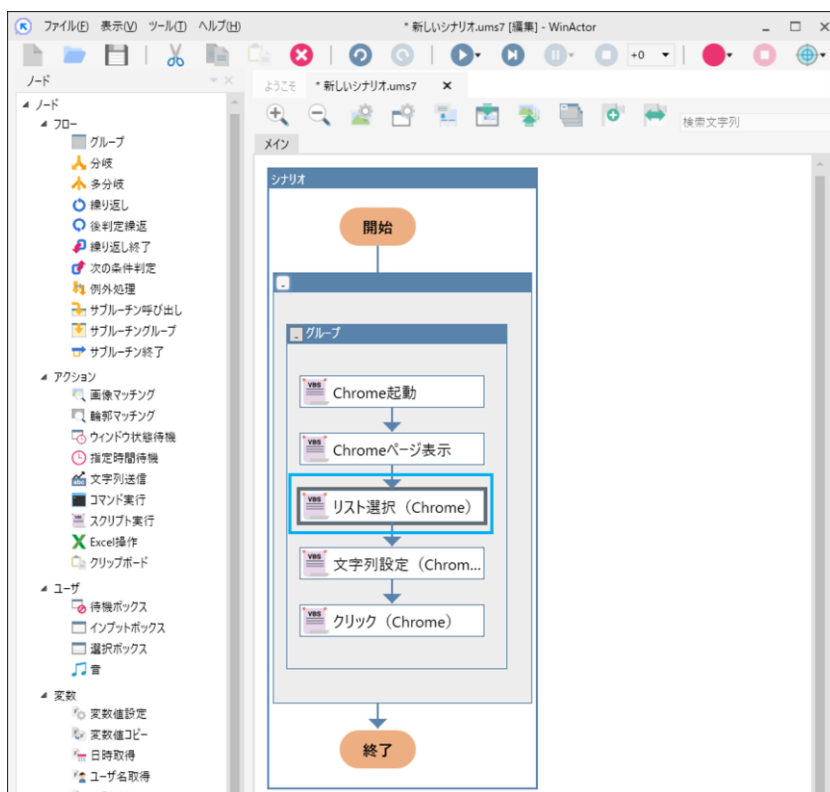 ファイル(F) 表示(V) ツール(T) ヘルプ(H)
* 新しいシナリオ.ums7 [編集] - WinActor
+0
ノード
ようこそ
* 新しいシナリオ.ums7
検索文字列
メイン
ノード
フロー
グループ
分岐
多分岐
繰り返し
後判定繰返
繰り返し終了
次の条件判定
例外処理
サブルーチン呼び出し
サブルーチングループ
サブルーチン終了
アクション
画像マッチング
輪郭マッチング
ウィンドウ状態待機
指定時間待機
文字列送信
コマンド実行
スクリプト実行
Excel操作
クリップボード
ユーザ
待機ボックス
インプットボックス
選択ボックス
音
変数
変数値設定
変数値コピー
日時取得
ユーザ名取得
シナリオ
開始
グループ
VBS Chrome起動
VBS Chromeページ表示
VBS リスト選択（Chrome）
VBS 文字列設定（Chrom...
VBS クリック（Chrome）
終了